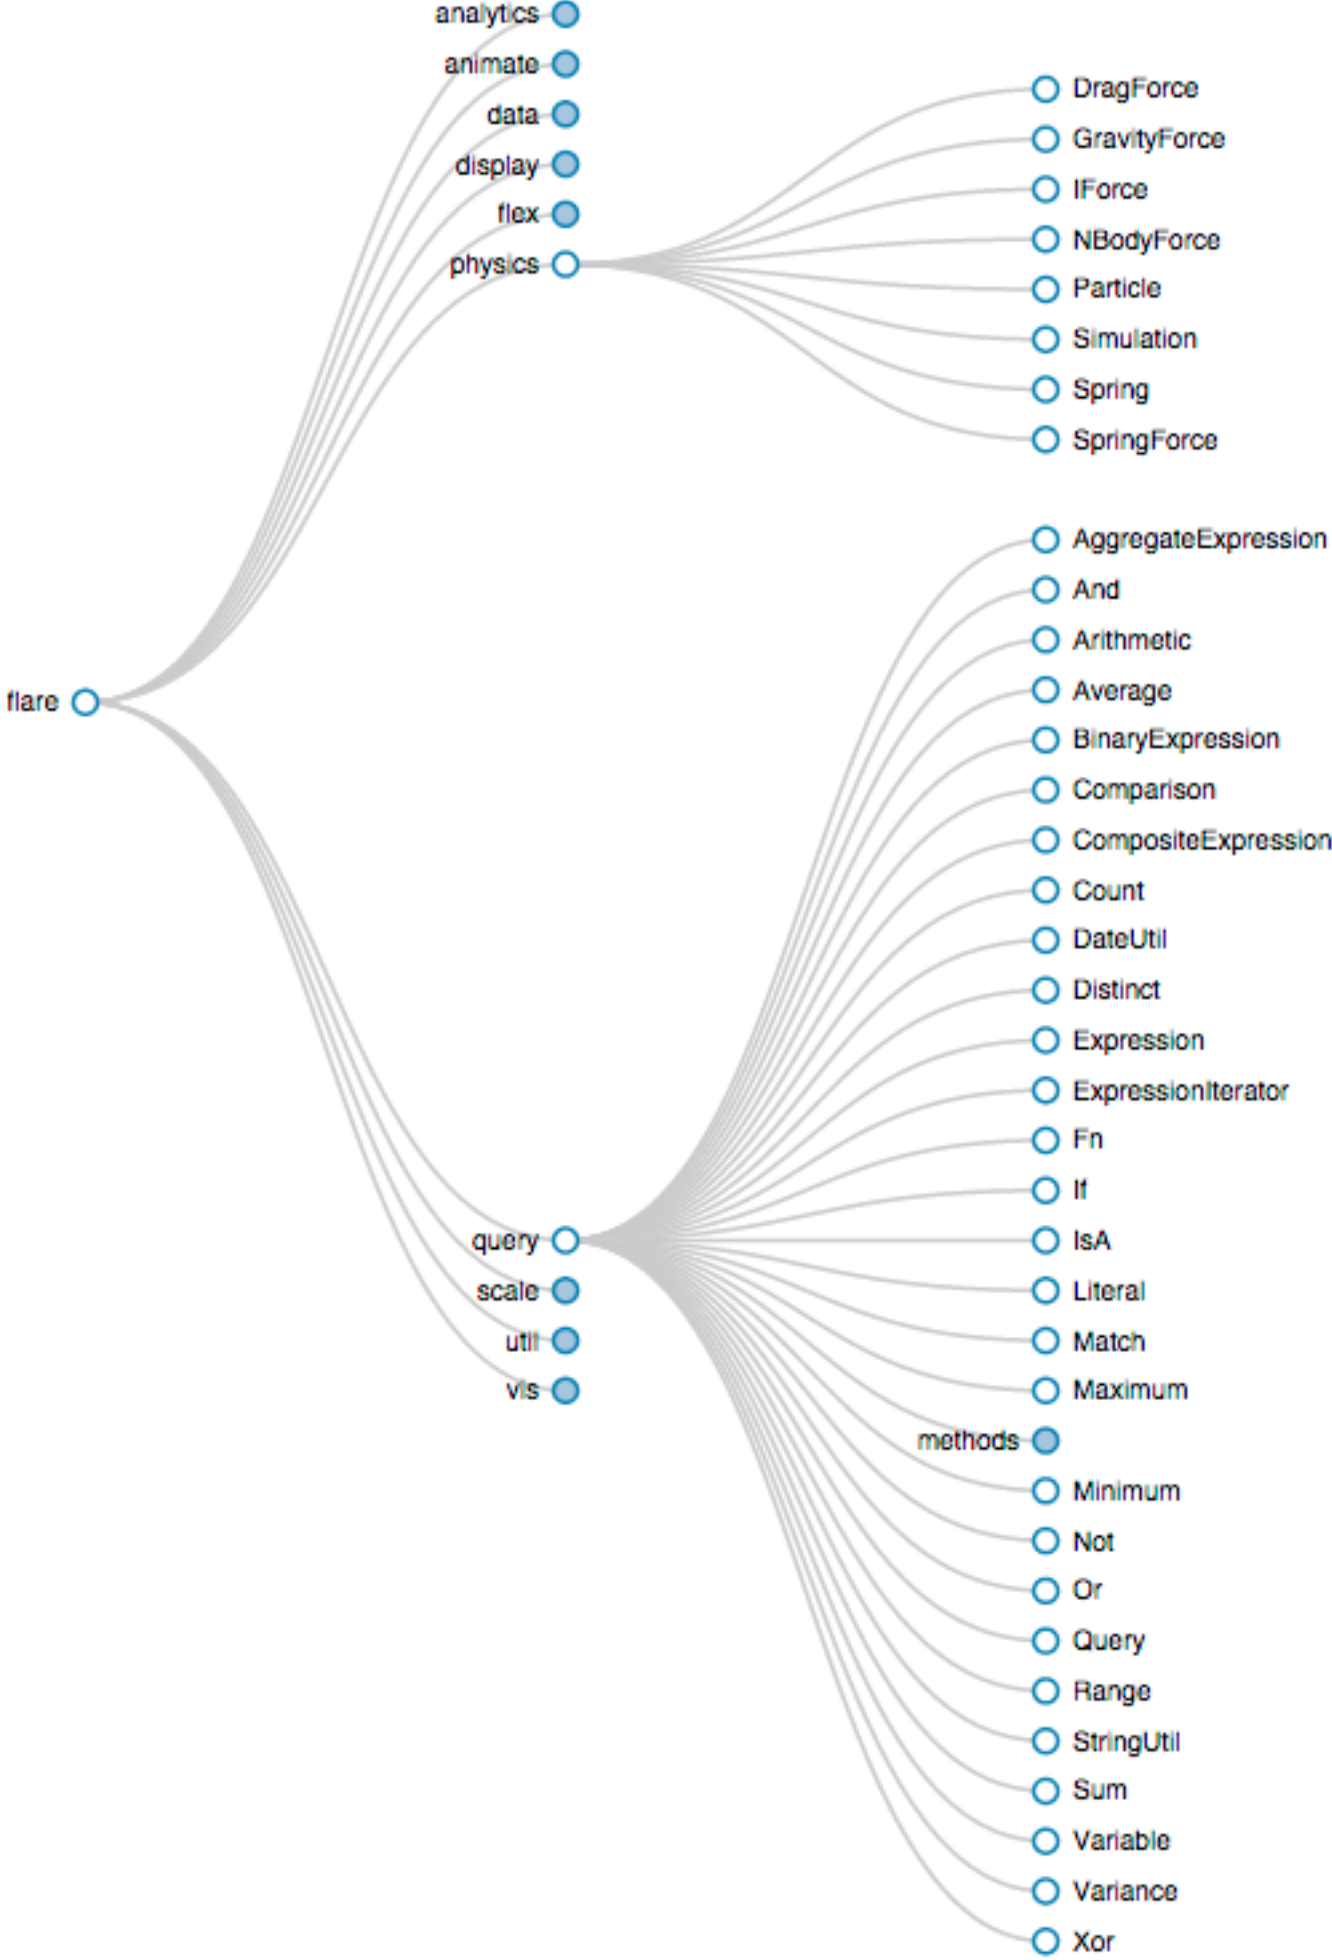 analytics
animate
data
display
flex
physics
DragForce
GravityForce
IForce
NBodyForce
Particle
Simulation
Spring
SpringForce
flare
AggregateExpression
And
Arithmetic
Average
BinaryExpression
Comparison
CompositeExpression
Count
DateUtil
Distinct
Expression
ExpressionIterator
Fn
If
IsA
Literal
Match
Maximum
methods
Minimum
Not
Or
Query
Range
StringUtil
Sum
Variable
Variance
Xor
query
scale
util
vis